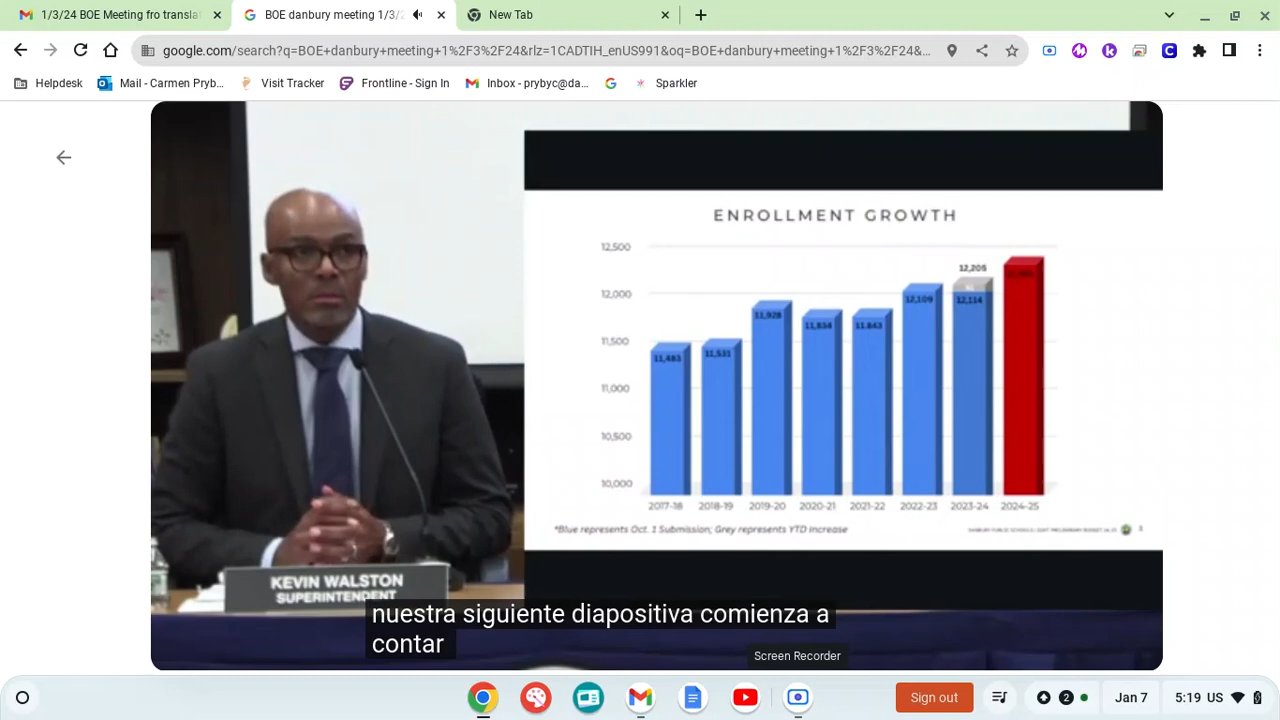 1/3/24 BOE Meeting fro translat
BOE danbury meeting 1/3/2
New Tab
google.com/search?q=BOE+danbury+meeting+1%2F3%2F24&rlz=1CADTIH_enUS991&oq=BOE+danbury+meeting+1%2F3%2F24&...
Helpdesk
Mail - Carmen Pryb...
Visit Tracker
Frontline - Sign In
Inbox - prybyc@da...
Sparkler
ENROLLMENT GROWTH
12,500
12,000
11,500
11,000
10,500
10,000
11,483
11,531
11,928
11,834
11,843
12,109
12,205
91
12,114
2017-18
2018-19
2019-20
2020-21
2021-22
2022-23
2023-24
2024-25
*Blue represents Oct. 1 Submission; Grey represents YTD Increase
KEVIN WALSTON
SUPERINTENDENT
nuestra siguiente diapositiva comienza a
contar
Screen Recorder
Sign out
2
Jan 7
5:19 US